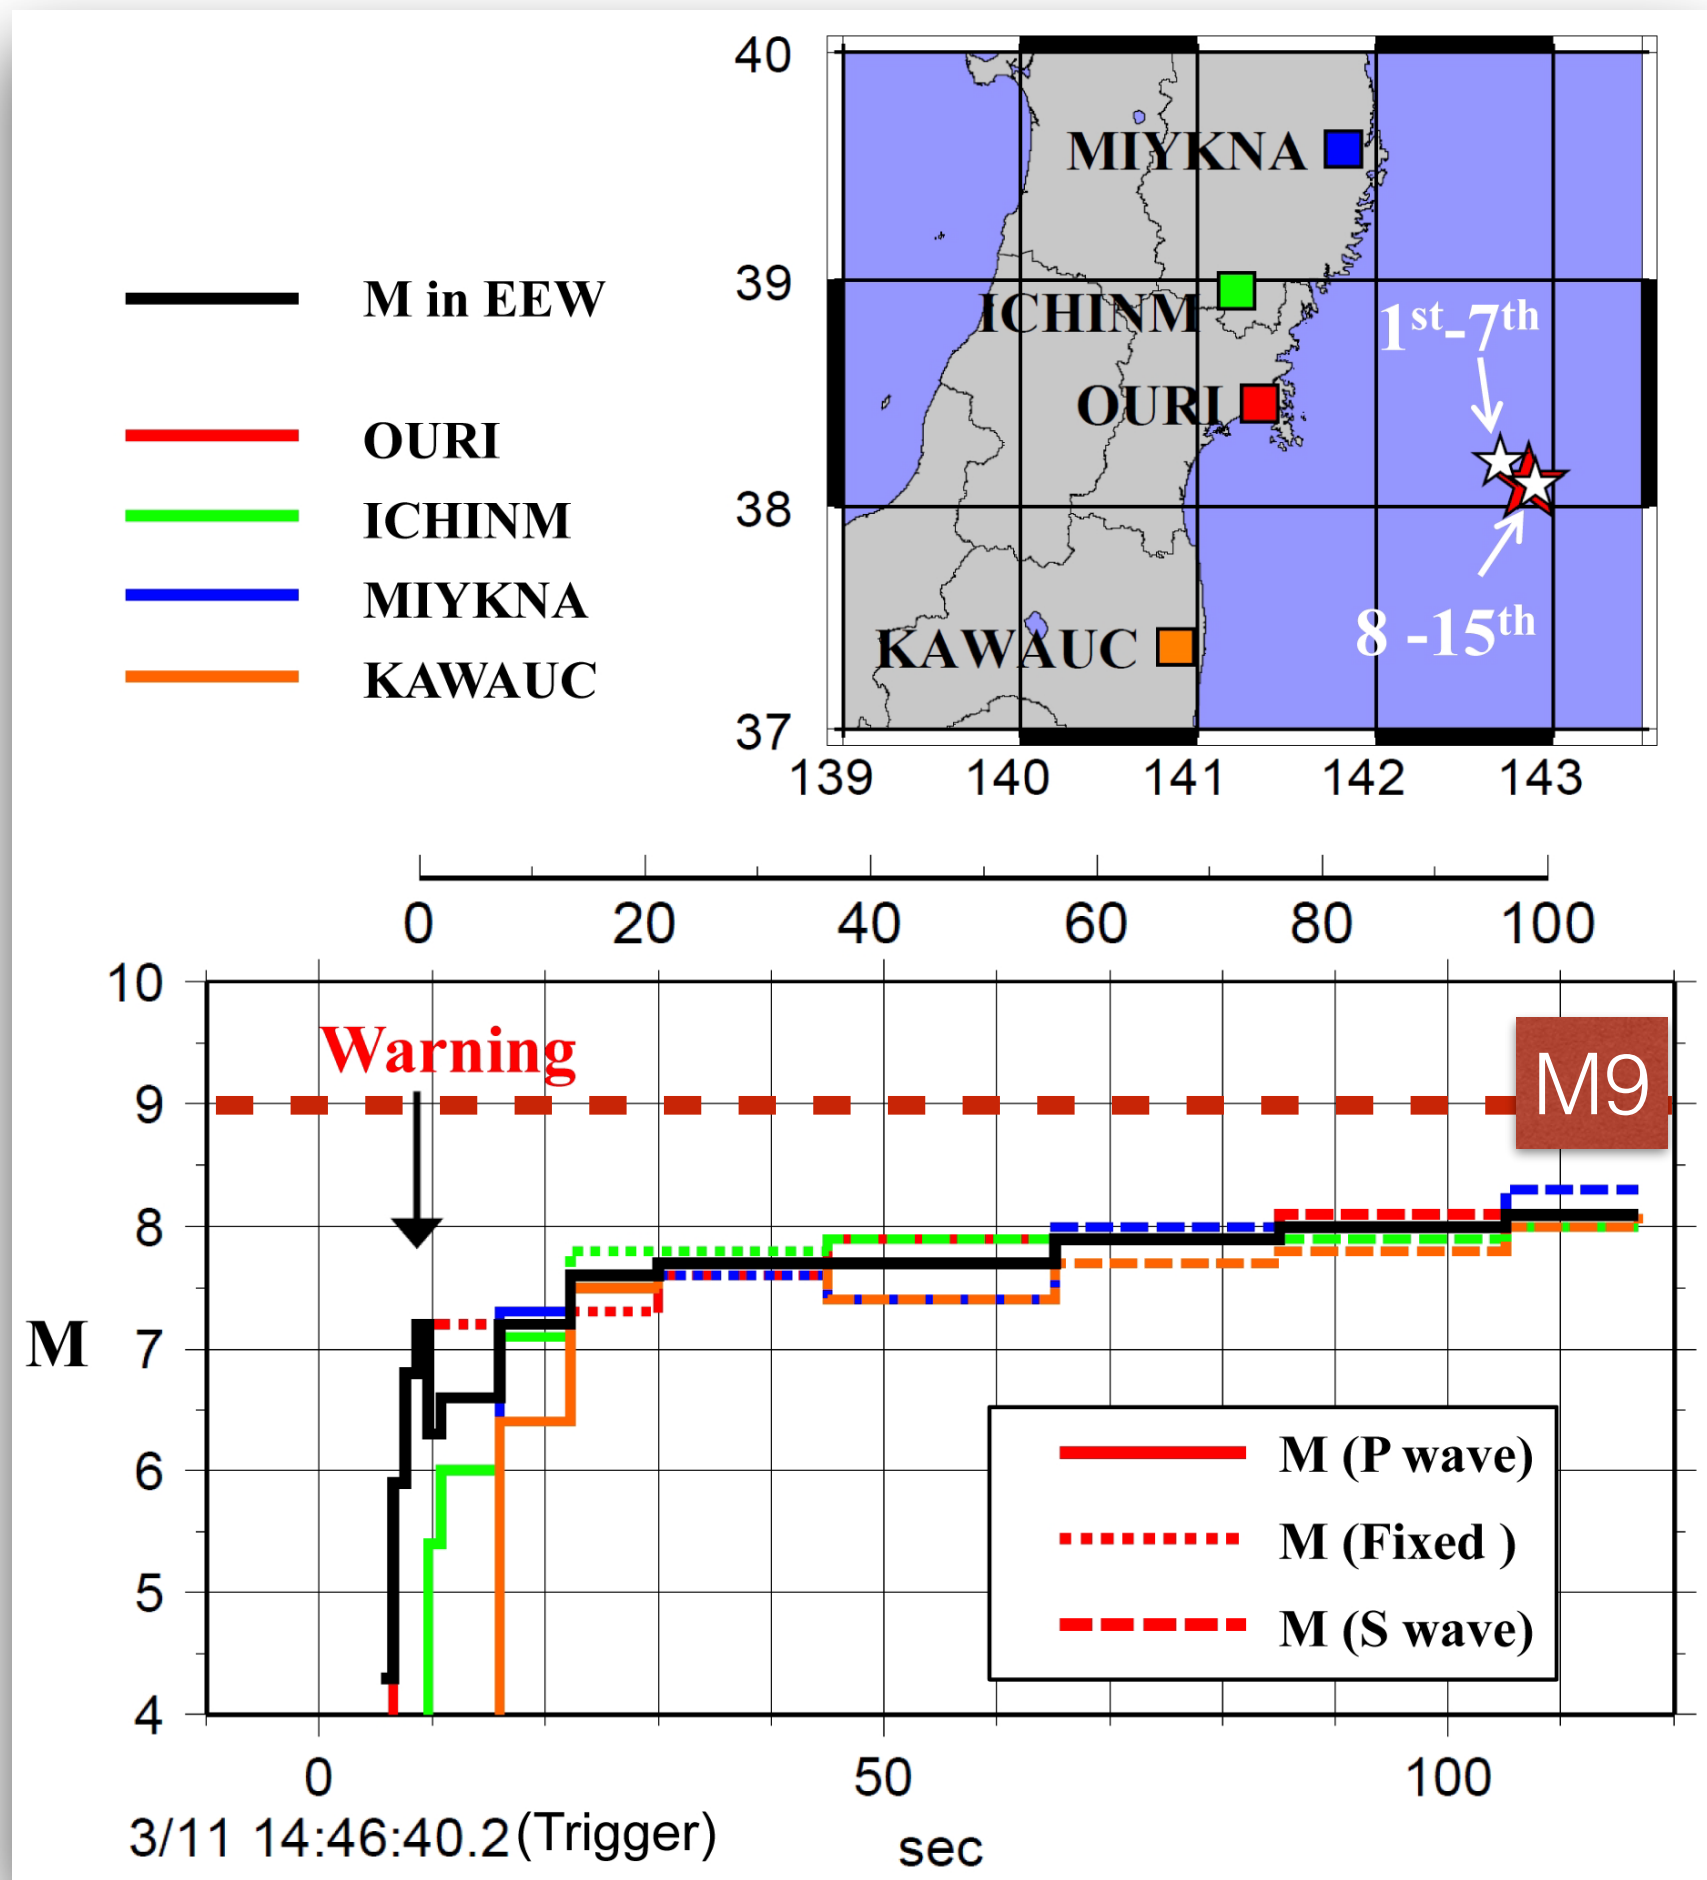 40
39
38
37
139 140 141 142 143
MIYKNA
ICHINM
OURI
KAWAUC
1st-7th
8 -15th
M in EEW
OURI
ICHINM
MIYKNA
KAWAUC
0 20 40 60 80 100
10
9
8
7
6
5
4
M
Warning
M9
M (P wave)
M (Fixed )
M (S wave)
0 50 100
3/11 14:46:40.2 (Trigger)
sec